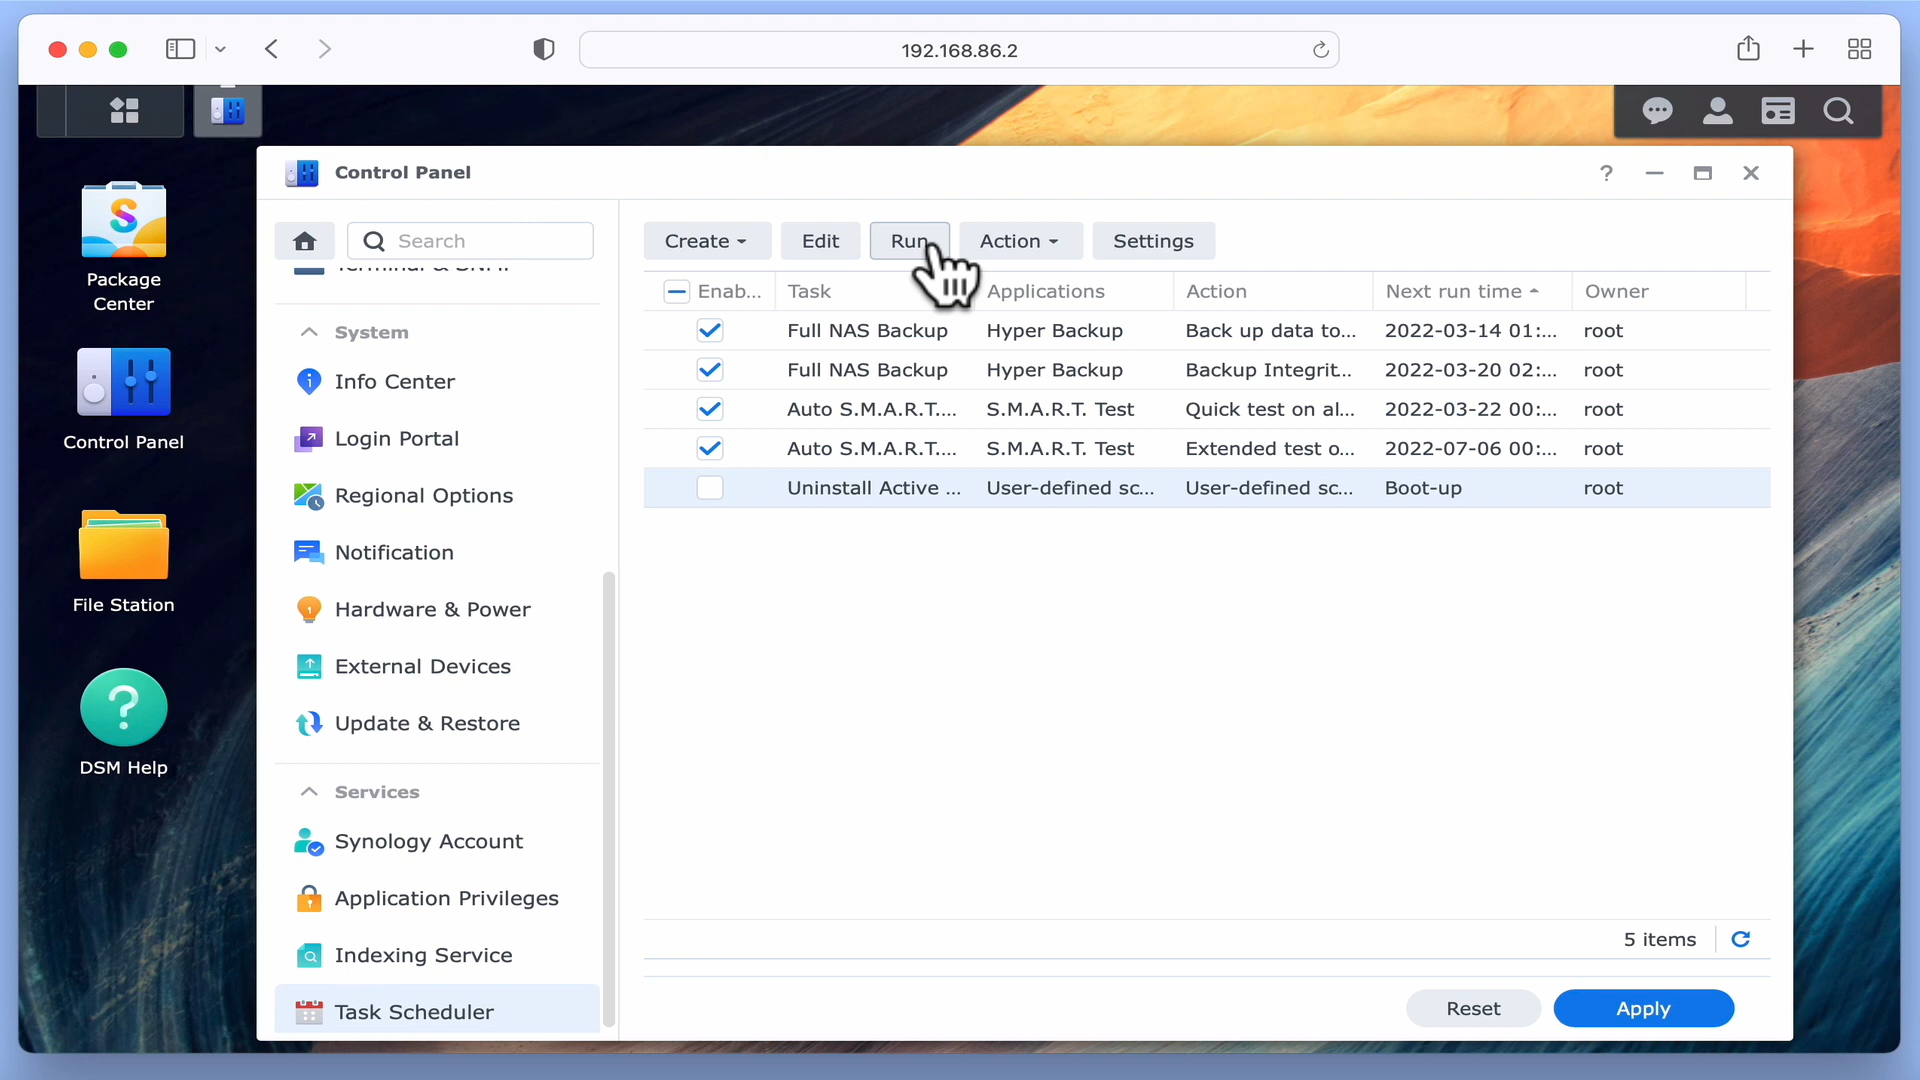 192.168.86.2
Control Panel
Package
Center
Control Panel
File Station
DSM Help
Search
System
Info Center
Login Portal
Regional Options
Notification
Hardware & Power
External Devices
Update & Restore
Services
Synology Account
Application Privileges
Indexing Service
Task Scheduler
Create Edit Run Action Settings
Enab... Task Applications Action Next run time Owner
Full NAS Backup Hyper Backup Back up data to... 2022-03-14 01:... root
Full NAS Backup Hyper Backup Backup Integrit... 2022-03-20 02:... root
Auto S.M.A.R.T.... S.M.A.R.T. Test Quick test on al... 2022-03-22 00:... root
Auto S.M.A.R.T.... S.M.A.R.T. Test Extended test o... 2022-07-06 00:... root
Uninstall Active ... User-defined sc... User-defined sc... Boot-up root
5 items
Reset Apply